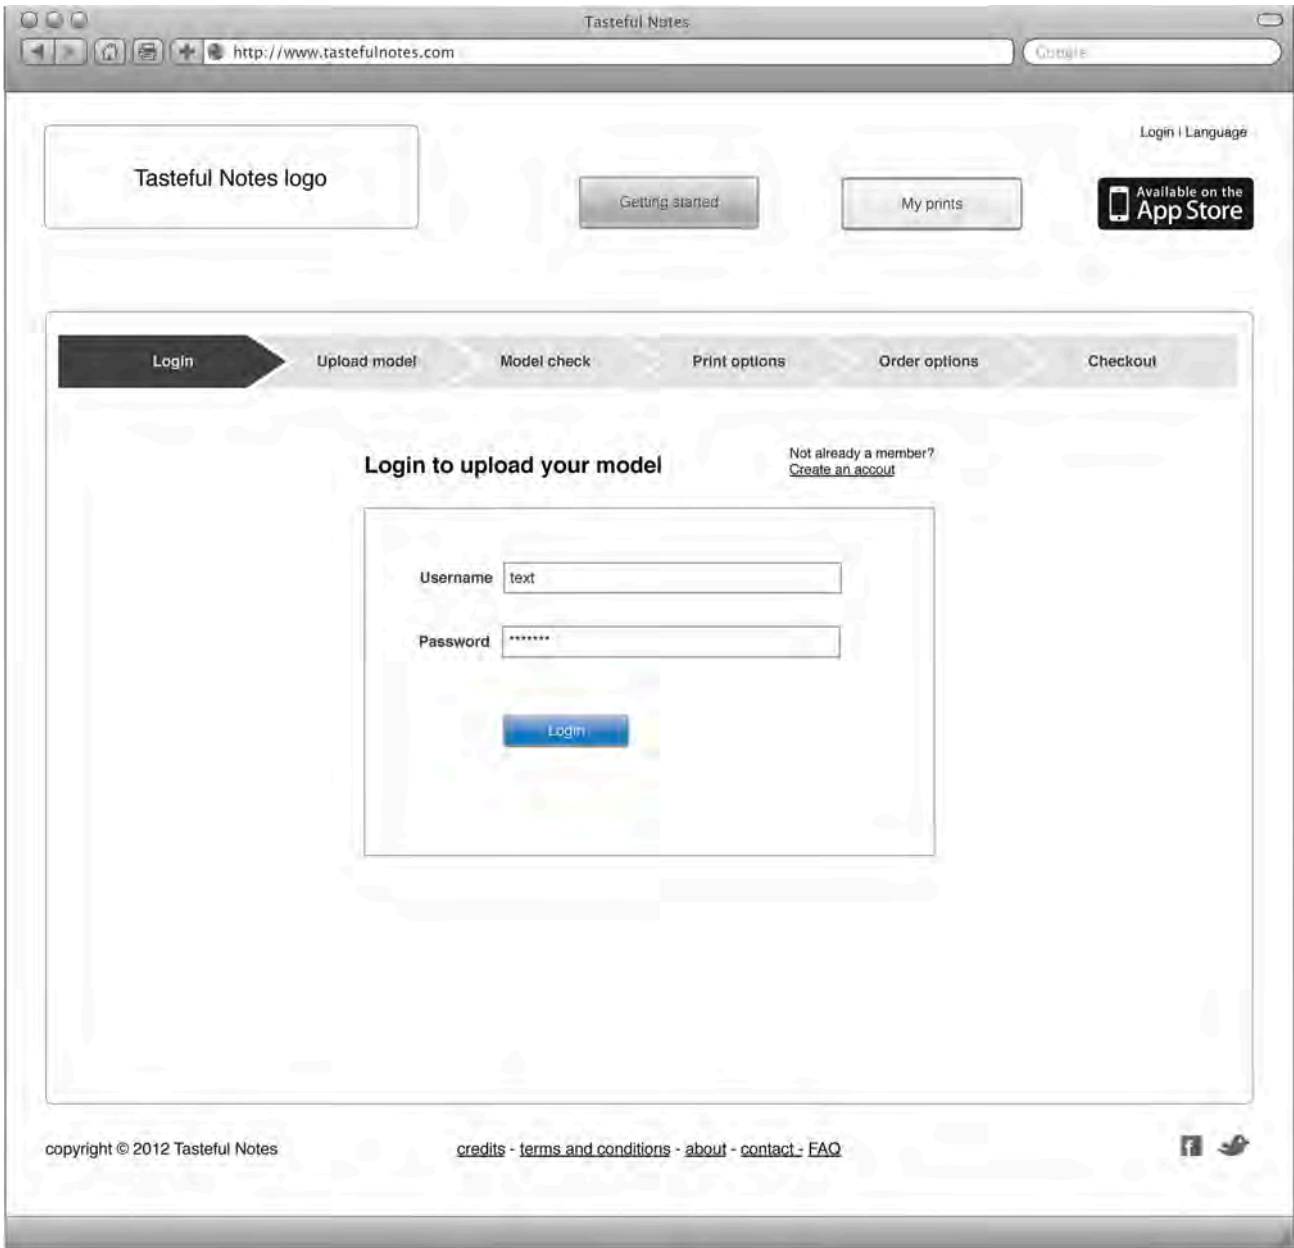 Tasteful Notes
http://www.tastefulnotes.com
Google
Login | Language
Tasteful Notes logo
Getting started
My prints
Available on the
App Store
Login
Upload model
Model check
Print options
Order options
Checkout
Login to upload your model
Not already a member?
Create an accout
Username
text
Password
*******
Login
copyright © 2012 Tasteful Notes
credits - terms and conditions - about - contact - FAQ